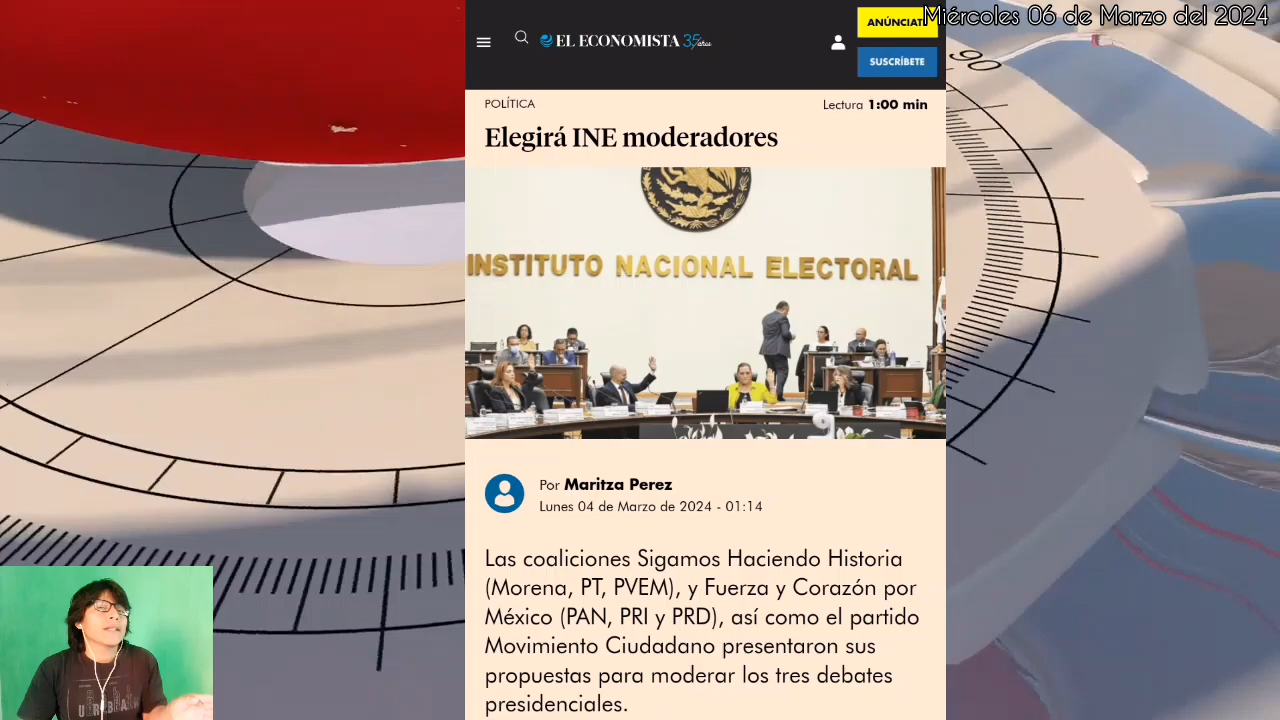 Miércoles 06 de Marzo del 2024
ANÚNCIATE
EL ECONOMISTA 35 años
SUSCRÍBETE
POLÍTICA
Lectura 1:00 min
Elegirá INE moderadores
INSTITUTO NACIONAL ELECTORAL
90
Por Maritza Perez
Lunes 04 de Marzo de 2024 - 01:14
Las coaliciones Sigamos Haciendo Historia
(Morena, PT, PVEM), y Fuerza y Corazón por
México (PAN, PRI y PRD), así como el partido
Movimiento Ciudadano presentaron sus
propuestas para moderar los tres debates
presidenciales.